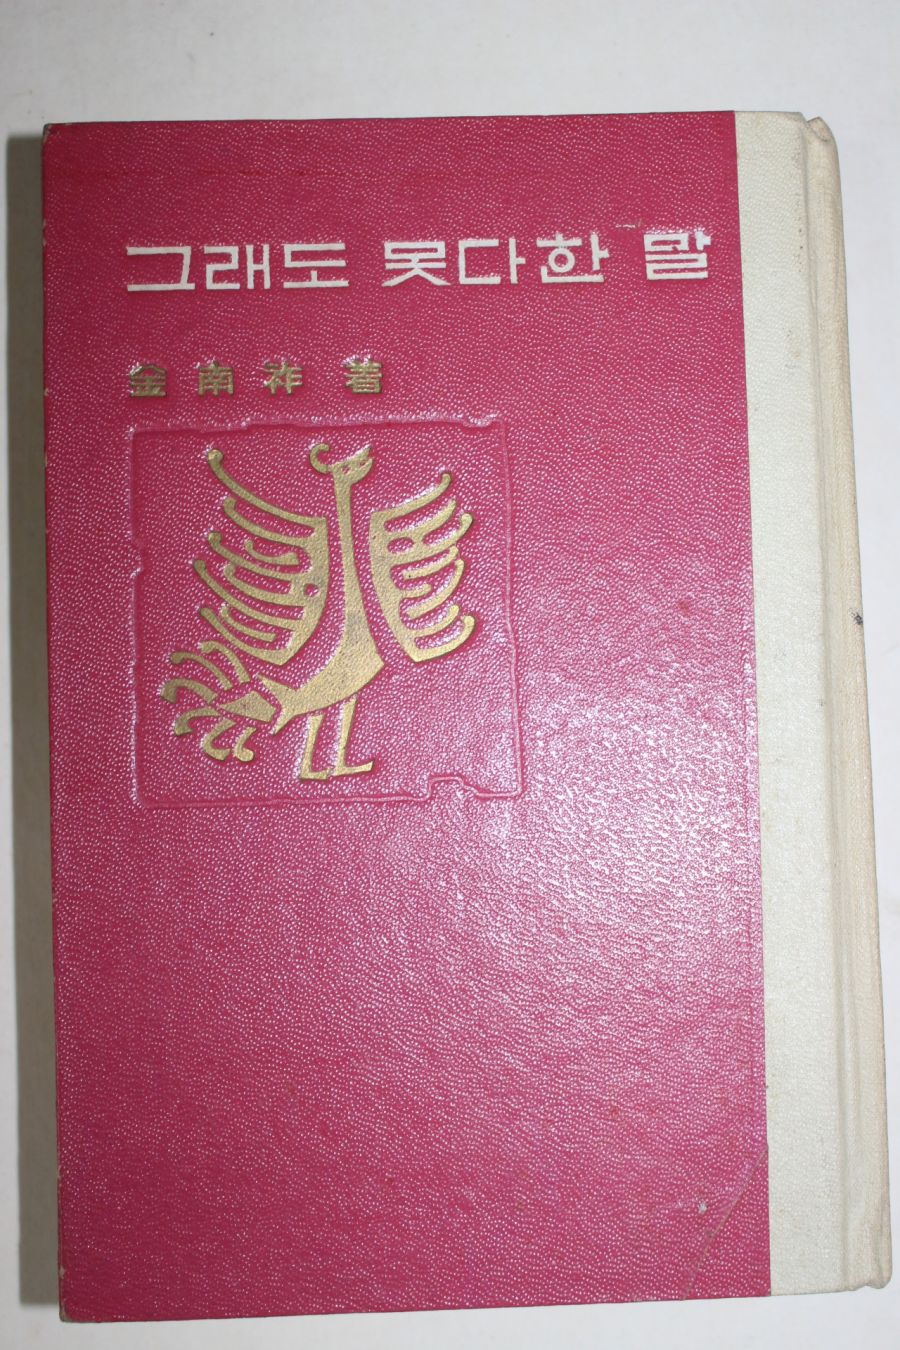 그래도 못다한 말
金南祚 著